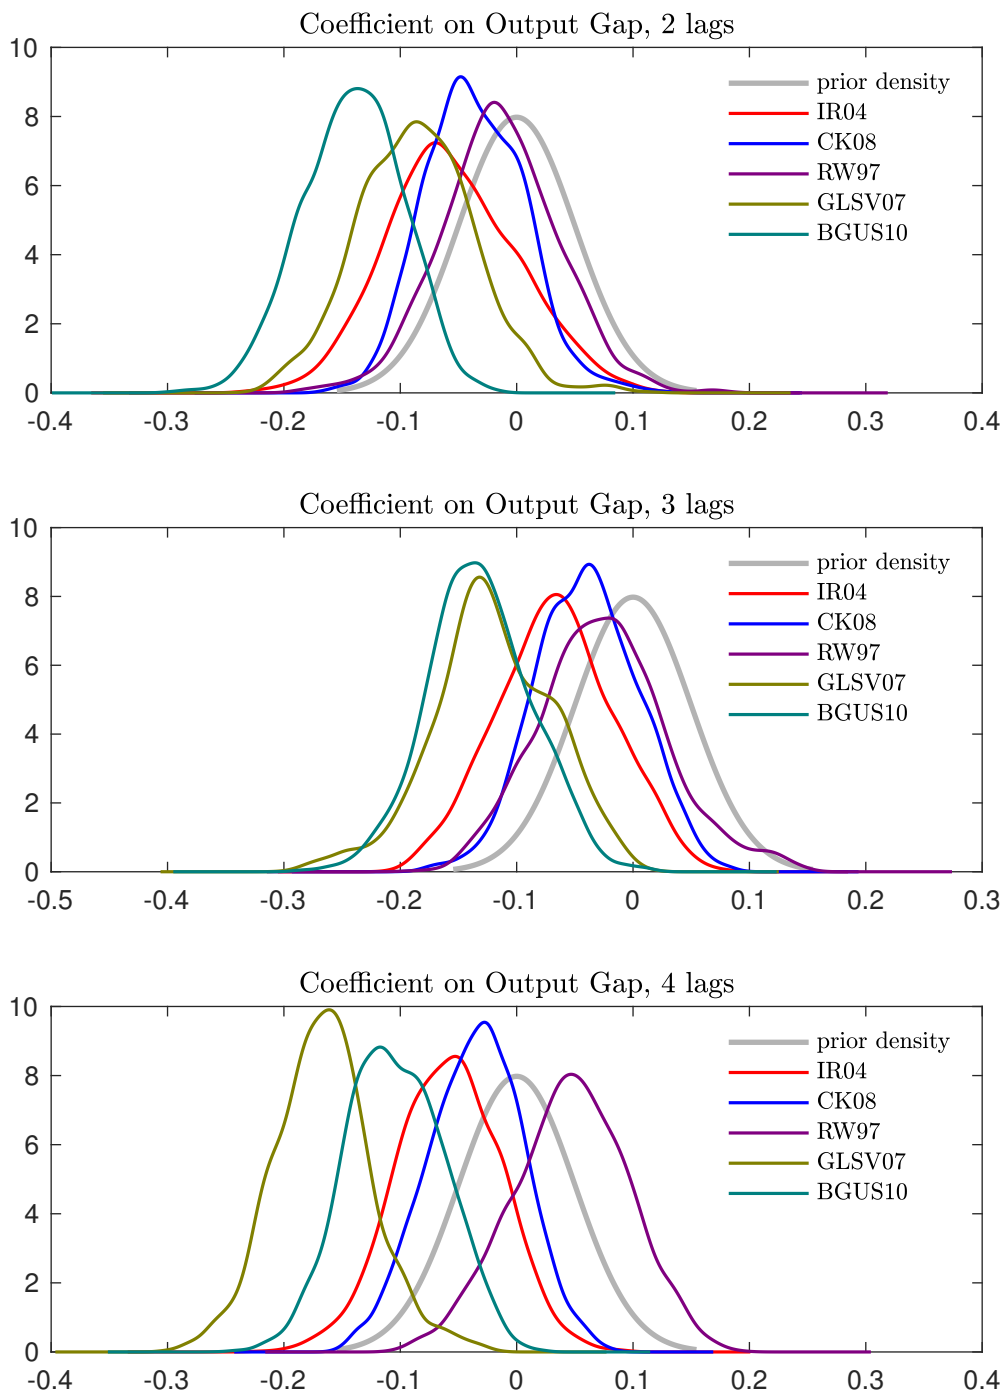 Coefficient on Output Gap, 2 lags
10
8
6
4
2
0
prior density
IR04
CK08
RW97
GLSV07
BGUS10
-0.4 -0.3 -0.2 -0.1 0 0.1 0.2 0.3 0.4
Coefficient on Output Gap, 3 lags
10
8
6
4
2
0
prior density
IR04
CK08
RW97
GLSV07
BGUS10
-0.5 -0.4 -0.3 -0.2 -0.1 0 0.1 0.2 0.3
Coefficient on Output Gap, 4 lags
10
8
6
4
2
0
prior density
IR04
CK08
RW97
GLSV07
BGUS10
-0.4 -0.3 -0.2 -0.1 0 0.1 0.2 0.3 0.4